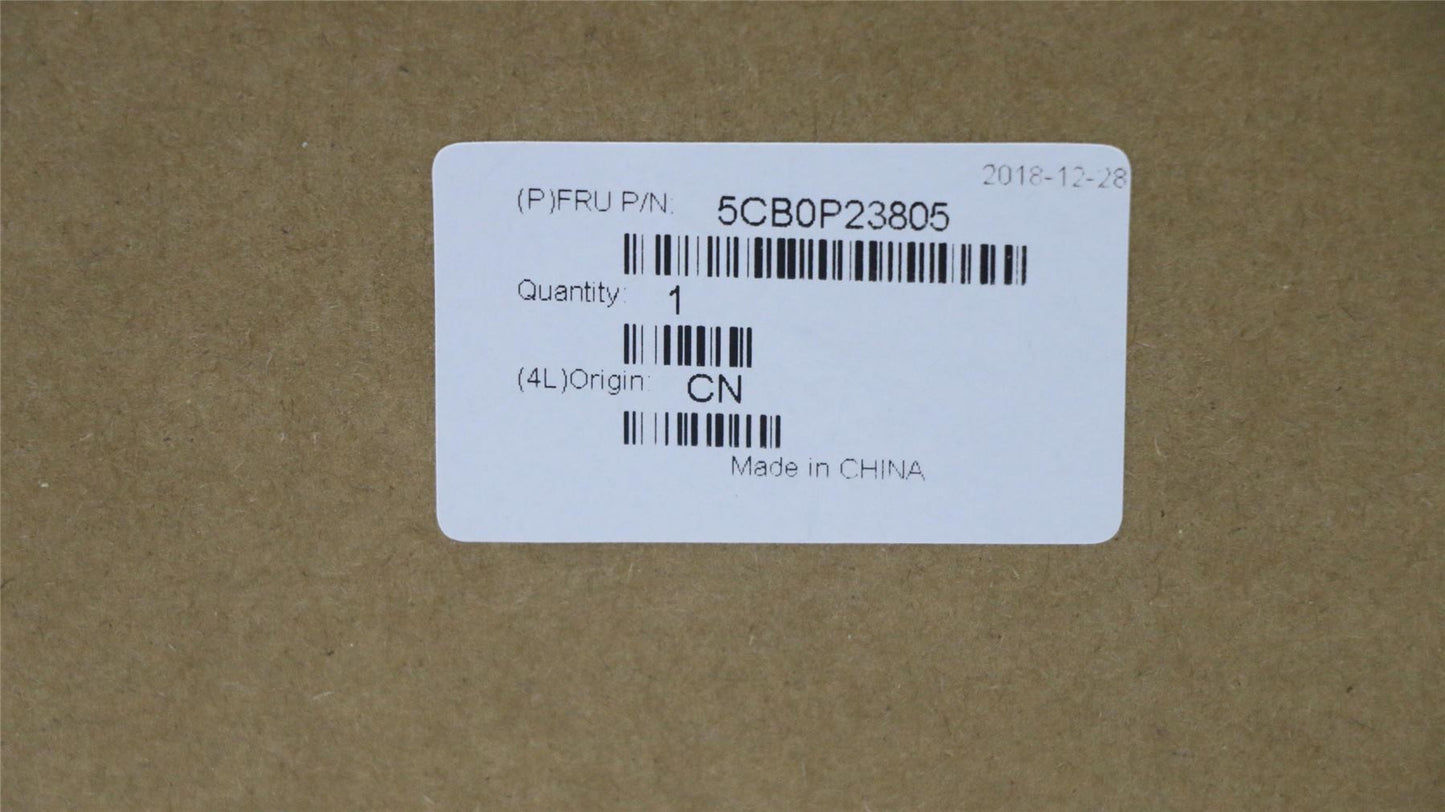 2018-12-28
(P)FRU P/N: 5CB0P23805
Quantity: 1
(4L)Origin: CN
Made in CHINA